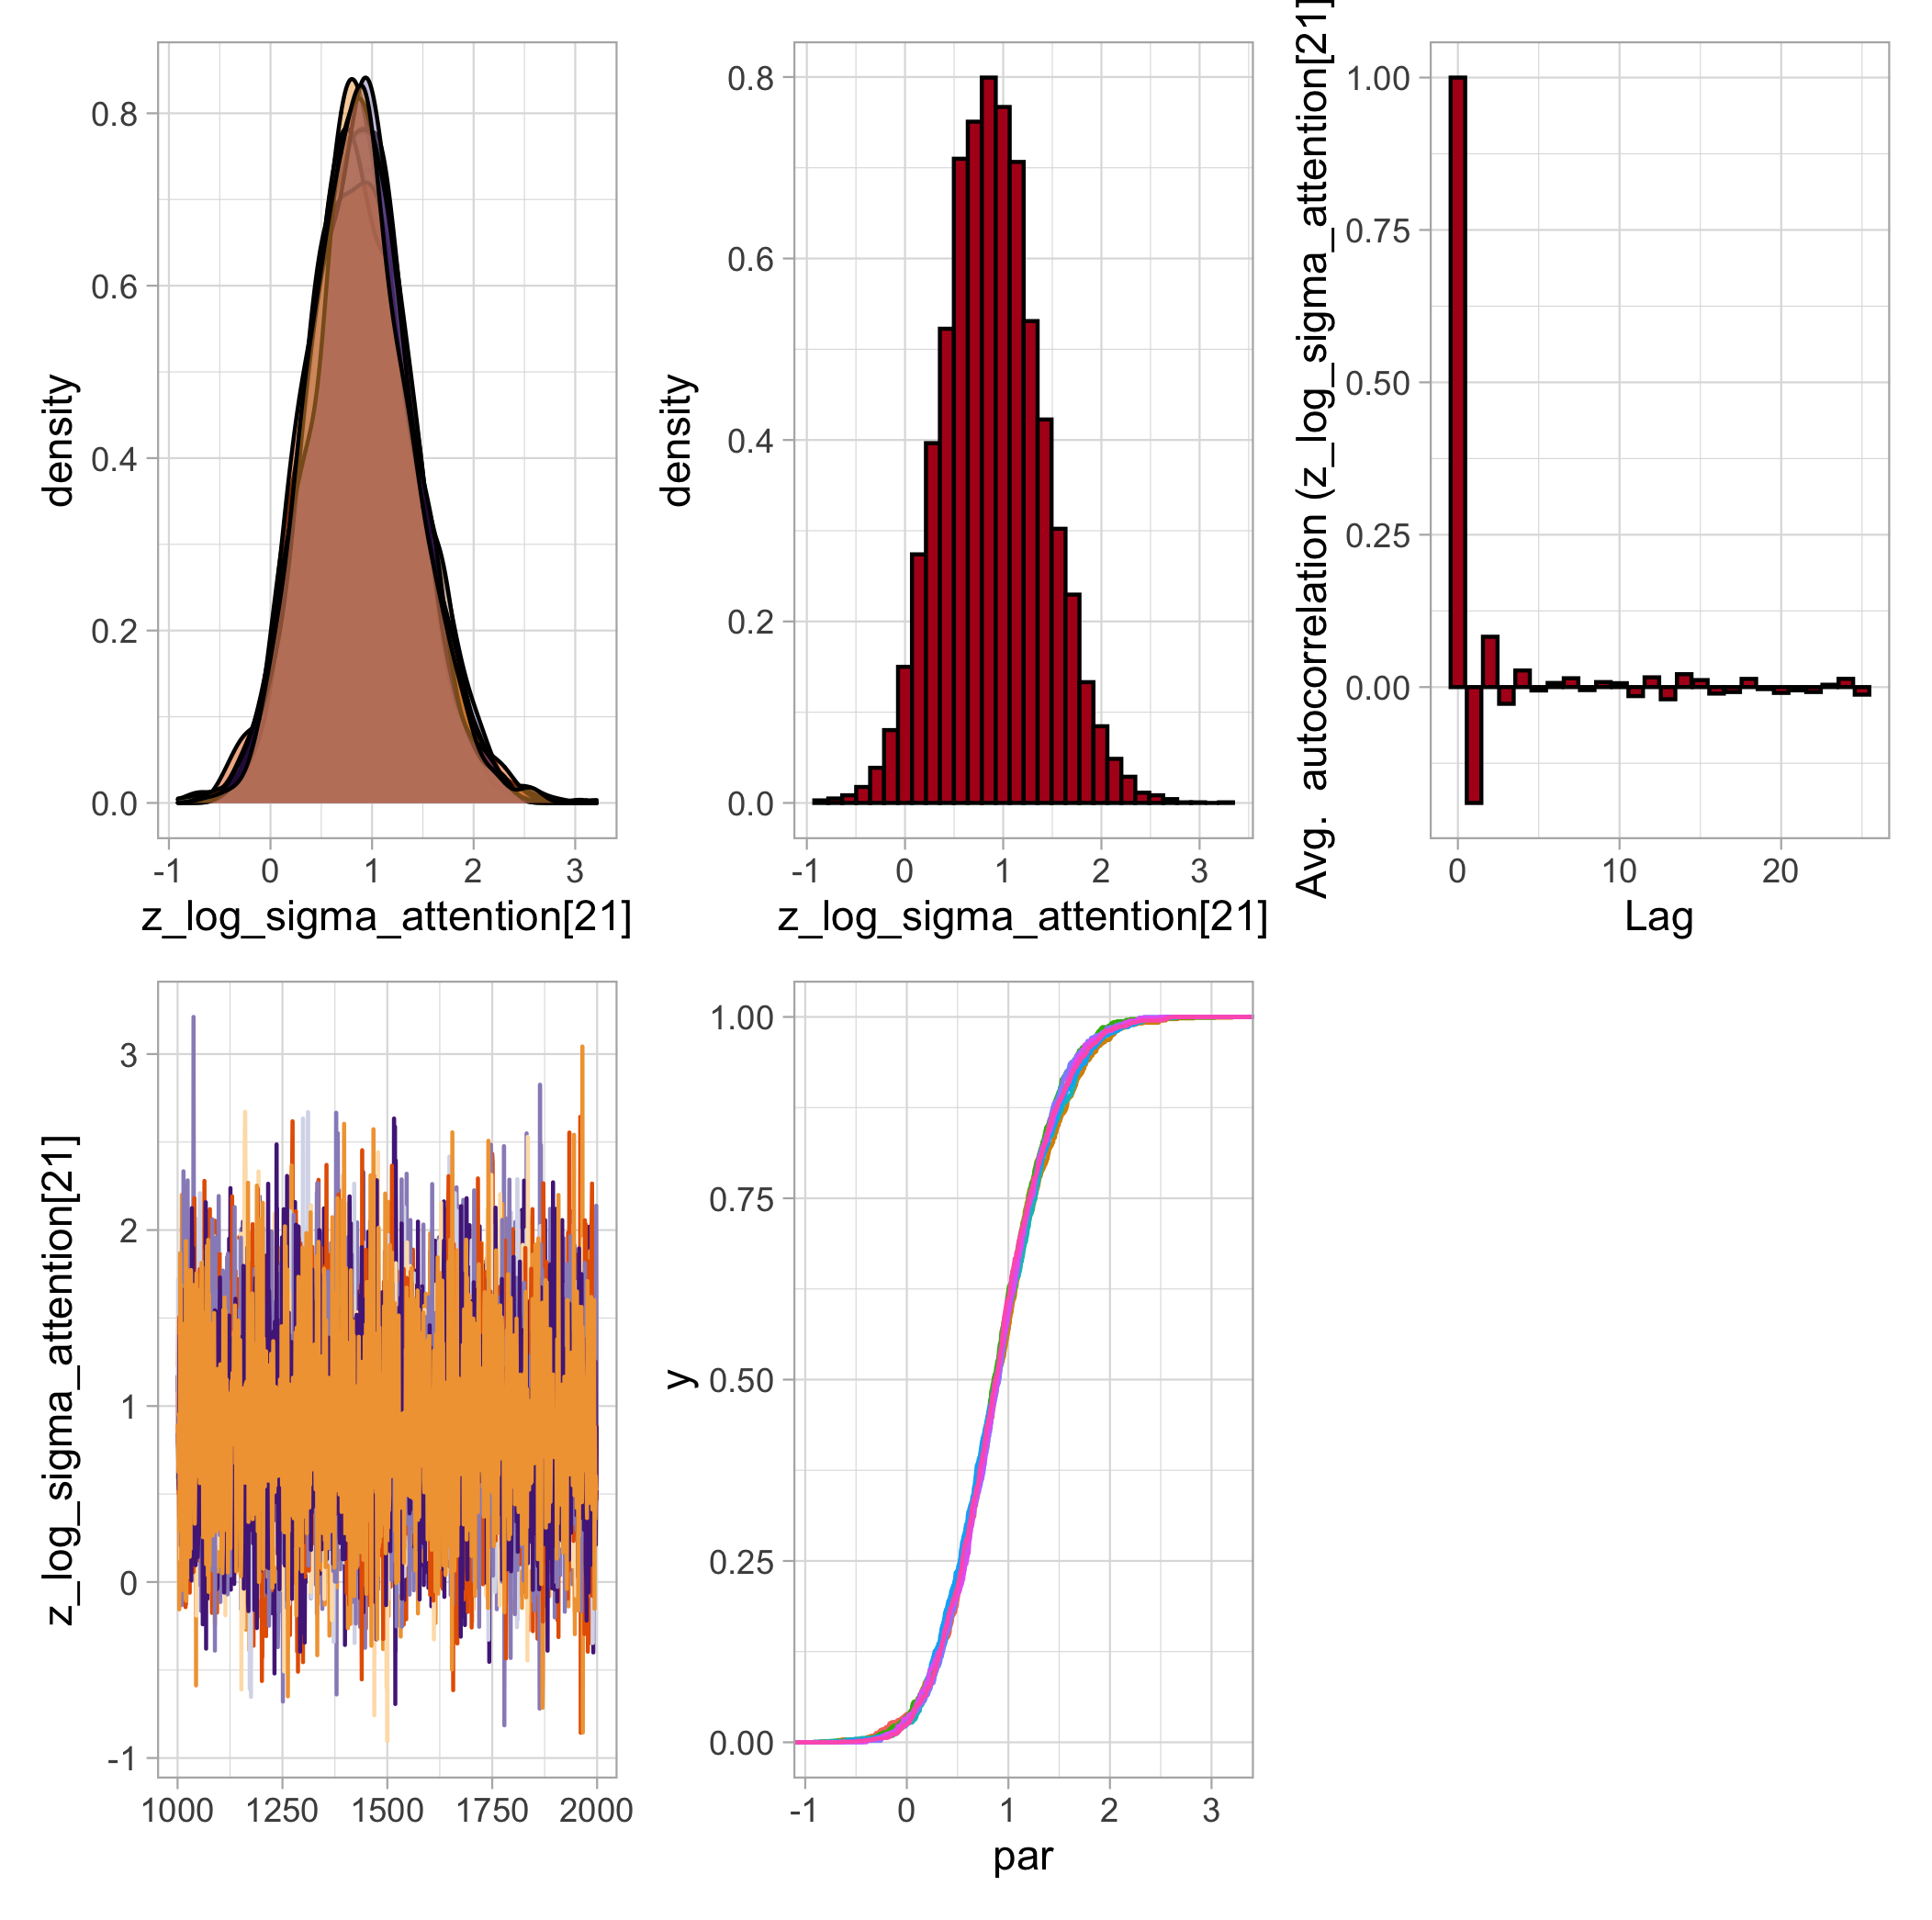 density
0.8
0.6
0.4
0.2
0.0
-1 0 1 2 3
z_log_sigma_attention[21]
density
0.8
0.6
0.4
0.2
0.0
-1 0 1 2 3
z_log_sigma_attention[21]
Avg. autocorrelation (z_log_sigma_attention[21]
1.00
0.75
0.50
0.25
0.00
0 10 20
Lag
z_log_sigma_attention[21]
3
2
1
0
-1
1000 1250 1500 1750 2000
y
1.00
0.75
0.50
0.25
0.00
-1 0 1 2 3
par